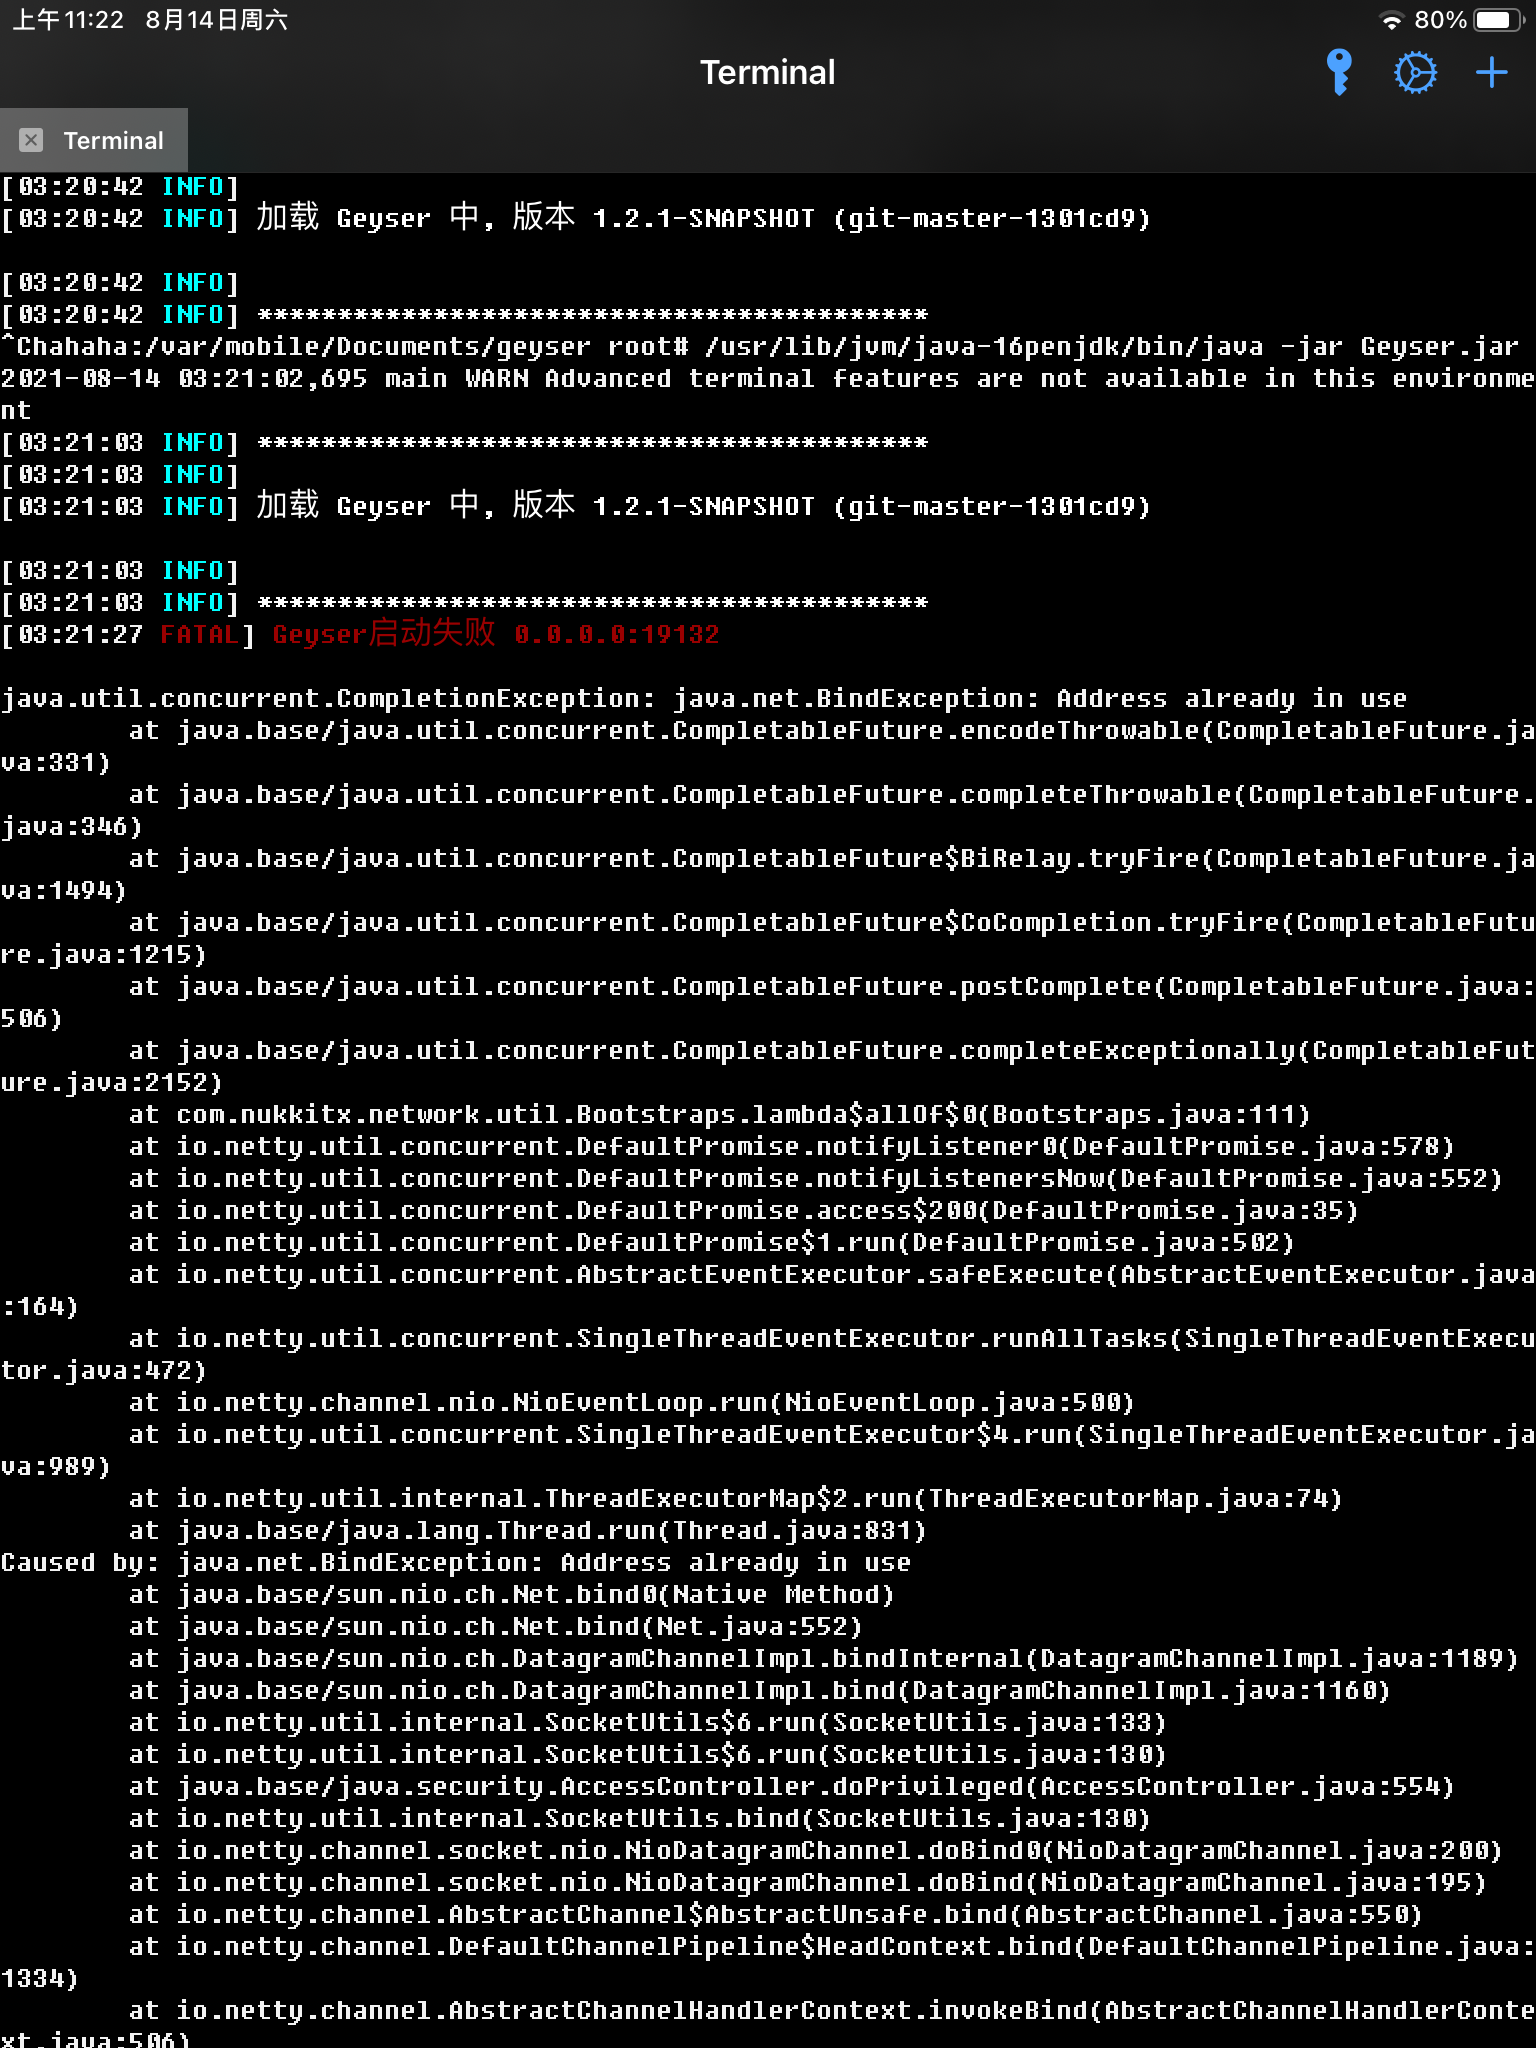 上午11:22 8月14日周六 80%
Terminal
Terminal
[03:20:42 INFO]
[03:20:42 INFO] 加载 Geyser 中，版本 1.2.1-SNAPSHOT (git-master-1301cd9)
[03:20:42 INFO]
[03:20:42 INFO] ******************************************
^Chahaha:/var/mobile/Documents/geyser root# /usr/lib/jvm/java-16penjdk/bin/java -jar Geyser.jar
2021-08-14 03:21:02,695 main WARN Advanced terminal features are not available in this environme
nt
[03:21:03 INFO] ******************************************
[03:21:03 INFO]
[03:21:03 INFO] 加载 Geyser 中，版本 1.2.1-SNAPSHOT (git-master-1301cd9)
[03:21:03 INFO]
[03:21:03 INFO] ******************************************
[03:21:27 FATAL] Geyser启动失败 0.0.0.0:19132
java.util.concurrent.CompletionException: java.net.BindException: Address already in use
at java.base/java.util.concurrent.CompletableFuture.encodeThrowable(CompletableFuture.ja
va:331)
at java.base/java.util.concurrent.CompletableFuture.completeThrowable(CompletableFuture.
java:346)
at java.base/java.util.concurrent.CompletableFuture$BiRelay.tryFire(CompletableFuture.ja
va:1494)
at java.base/java.util.concurrent.CompletableFuture$CoCompletion.tryFire(CompletableFutu
re.java:1215)
at java.base/java.util.concurrent.CompletableFuture.postComplete(CompletableFuture.java:
506)
at java.base/java.util.concurrent.CompletableFuture.completeExceptionally(CompletableFut
ure.java:2152)
at com.nukkitx.network.util.Bootstraps.lambda$allOf$0(Bootstraps.java:111)
at io.netty.util.concurrent.DefaultPromise.notifyListener0(DefaultPromise.java:578)
at io.netty.util.concurrent.DefaultPromise.notifyListenersNow(DefaultPromise.java:552)
at io.netty.util.concurrent.DefaultPromise.access$200(DefaultPromise.java:35)
at io.netty.util.concurrent.DefaultPromise$1.run(DefaultPromise.java:502)
at io.netty.util.concurrent.AbstractEventExecutor.safeExecute(AbstractEventExecutor.java
:164)
at io.netty.util.concurrent.SingleThreadEventExecutor.runAllTasks(SingleThreadEventExecu
tor.java:472)
at io.netty.channel.nio.NioEventLoop.run(NioEventLoop.java:500)
at io.netty.util.concurrent.SingleThreadEventExecutor$4.run(SingleThreadEventExecutor.ja
va:989)
at io.netty.util.internal.ThreadExecutorMap$2.run(ThreadExecutorMap.java:74)
at java.base/java.lang.Thread.run(Thread.java:831)
Caused by: java.net.BindException: Address already in use
at java.base/sun.nio.ch.Net.bind0(Native Method)
at java.base/sun.nio.ch.Net.bind(Net.java:552)
at java.base/sun.nio.ch.DatagramChannelImpl.bindInternal(DatagramChannelImpl.java:1189)
at java.base/sun.nio.ch.DatagramChannelImpl.bind(DatagramChannelImpl.java:1160)
at io.netty.util.internal.SocketUtils$6.run(SocketUtils.java:133)
at io.netty.util.internal.SocketUtils$6.run(SocketUtils.java:130)
at java.base/java.security.AccessController.doPrivileged(AccessController.java:554)
at io.netty.util.internal.SocketUtils.bind(SocketUtils.java:130)
at io.netty.channel.socket.nio.NioDatagramChannel.doBind0(NioDatagramChannel.java:200)
at io.netty.channel.socket.nio.NioDatagramChannel.doBind(NioDatagramChannel.java:195)
at io.netty.channel.AbstractChannel$AbstractUnsafe.bind(AbstractChannel.java:550)
at io.netty.channel.DefaultChannelPipeline$HeadContext.bind(DefaultChannelPipeline.java:
1334)
at io.netty.channel.AbstractChannelHandlerContext.invokeBind(AbstractChannelHandlerConte
xt.java:506)